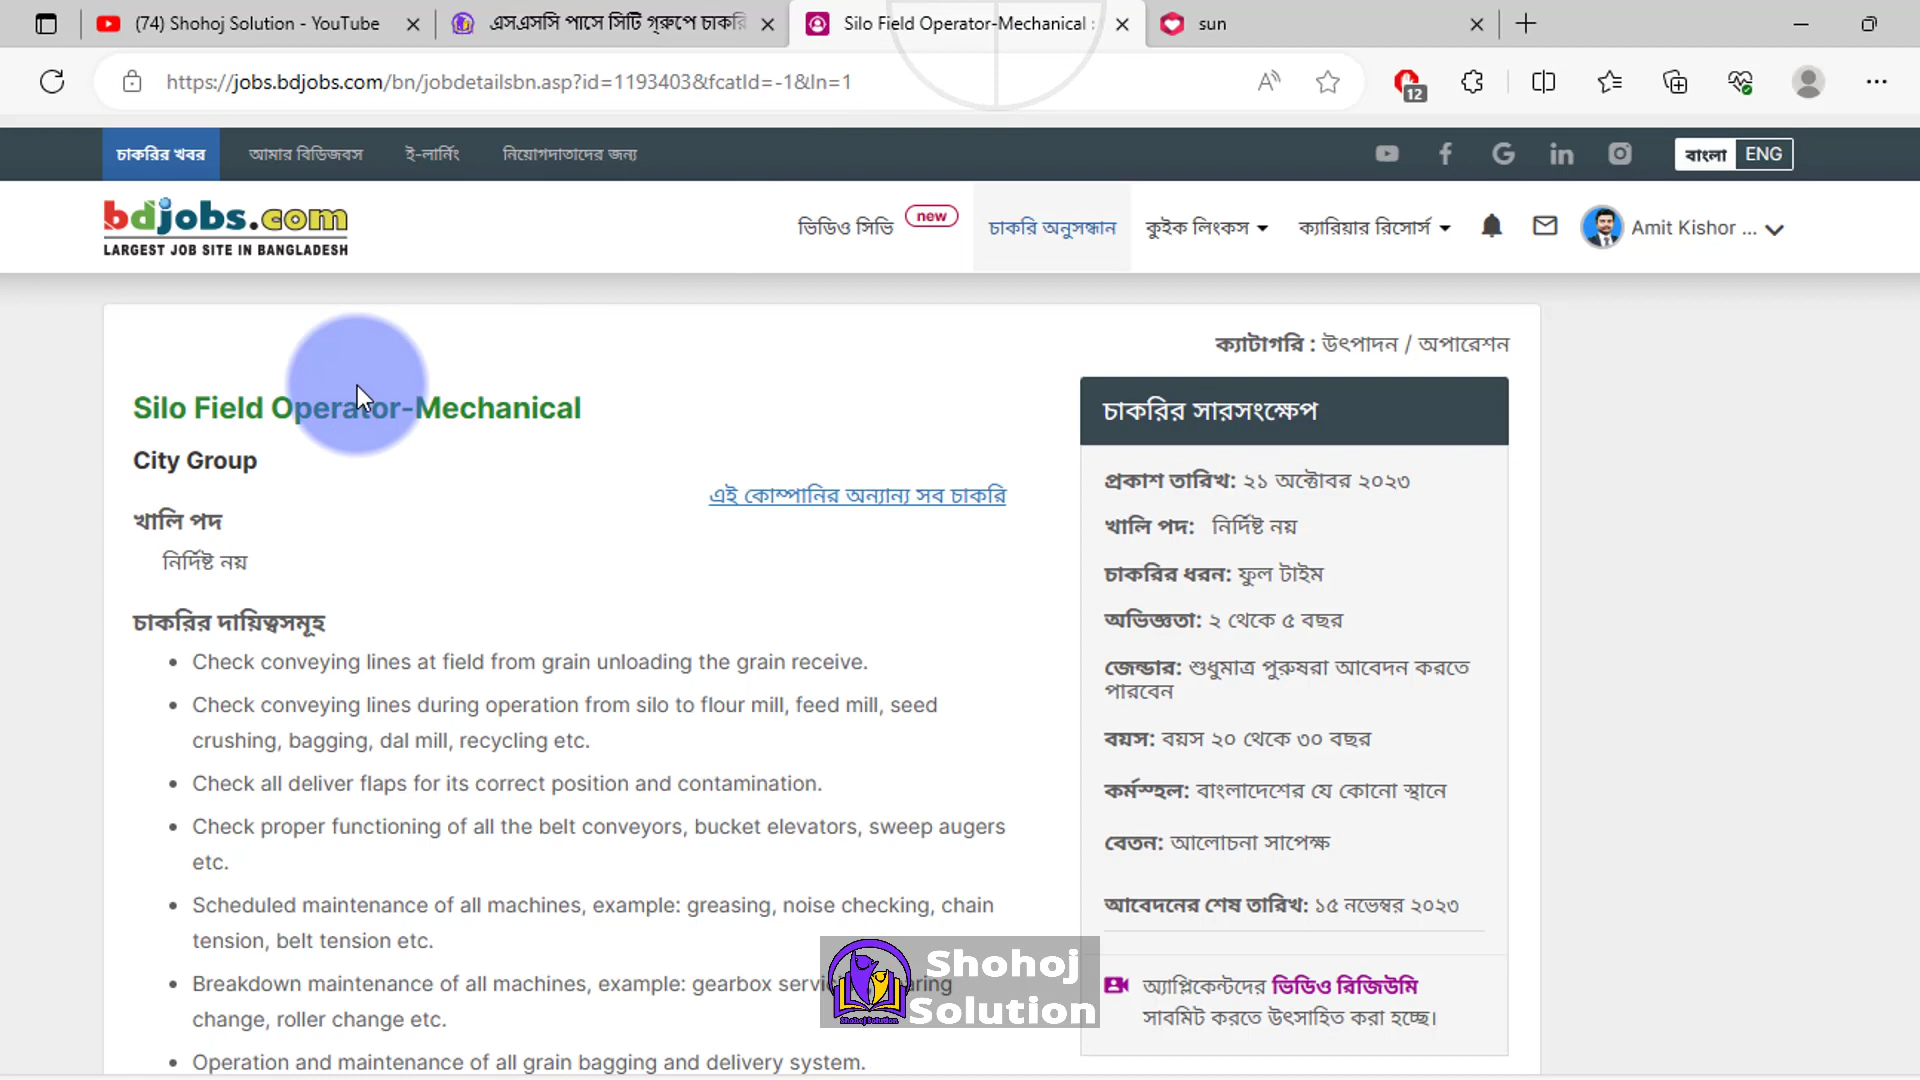 (74) Shohoj Solution - YouTube
এসএসসি পাসে সিটি গ্রুপে চাকরি
Silo Field Operator-Mechanical :
sun
https://jobs.bdjobs.com/bn/jobdetailsbn.asp?id=1193403&fcatId=-1&ln=1
12
চাকরির খবর
আমার বিডিজবস
ই-লার্নিং
নিয়োগদাতাদের জন্য
বাংলা ENG
bdjobs.com
LARGEST JOB SITE IN BANGLADESH
ভিডিও সিভি new
চাকরি অনুসন্ধান
কুইক লিংকস
ক্যারিয়ার রিসোর্স
Amit Kishor ...
ক্যাটাগরি : উৎপাদন / অপারেশন
Silo Field Operator-Mechanical
City Group
এই কোম্পানির অন্যান্য সব চাকরি
খালি পদ
নির্দিষ্ট নয়
চাকরির দায়িত্বসমূহ
• Check conveying lines at field from grain unloading the grain receive.
• Check conveying lines during operation from silo to flour mill, feed mill, seed
crushing, bagging, dal mill, recycling etc.
• Check all deliver flaps for its correct position and contamination.
• Check proper functioning of all the belt conveyors, bucket elevators, sweep augers
etc.
• Scheduled maintenance of all machines, example: greasing, noise checking, chain
tension, belt tension etc.
• Breakdown maintenance of all machines, example: gearbox
change, roller change etc.
• Operation and maintenance of all grain bagging and delivery system.
চাকরির সারসংক্ষেপ
প্রকাশ তারিখ: ২১ অক্টোবর ২০২৩
খালি পদ: নির্দিষ্ট নয়
চাকরির ধরন: ফুল টাইম
অভিজ্ঞতা: ২ থেকে ৫ বছর
জেন্ডার: শুধুমাত্র পুরুষরা আবেদন করতে
পারবেন
বয়স: বয়স ২০ থেকে ৩০ বছর
কর্মস্হল: বাংলাদেশের যে কোনো স্থানে
বেতন: আলোচনা সাপেক্ষ
আবেদনের শেষ তারিখ: ১৫ নভেম্বর ২০২৩
অ্যাপ্লিকেন্টদের ভিডিও রিজিউমি
সাবমিট করতে উৎসাহিত করা হচ্ছে।
Shohoj
Solution
Shohoj Solution